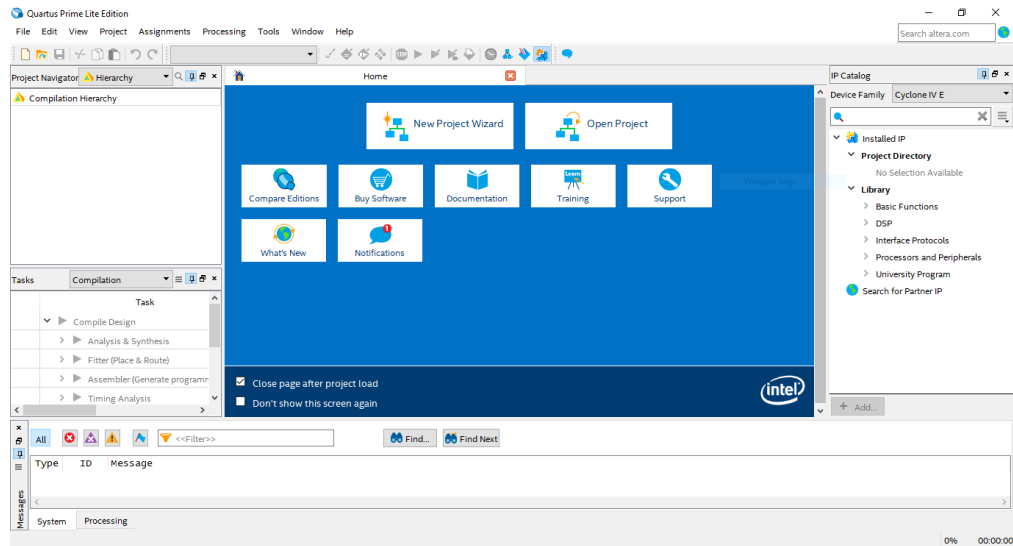 Quartus Prime Lite Edition
File Edit View Project Assignments Processing Tools Window Help
Search altera.com
Project Navigator Hierarchy
Home
IP Catalog
Compilation Hierarchy
Device Family Cyclone IV E
New Project Wizard
Open Project
Installed IP
Project Directory
No Selection Available
Library
Basic Functions
DSP
Interface Protocols
Processors and Peripherals
University Program
Search for Partner IP
Compare Editions
Buy Software
Documentation
Learn
Training
Support
Window Snip
What's New
1
Notifications
Tasks Compilation
Task
Compile Design
Analysis & Synthesis
Fitter (Place & Route)
Assembler (Generate programr
Timing Analysis
Close page after project load
Don't show this screen again
intel
+ Add...
All
<<Filter>>
Find...
Find Next
Type ID Message
Messages
System Processing
0% 00:00:00